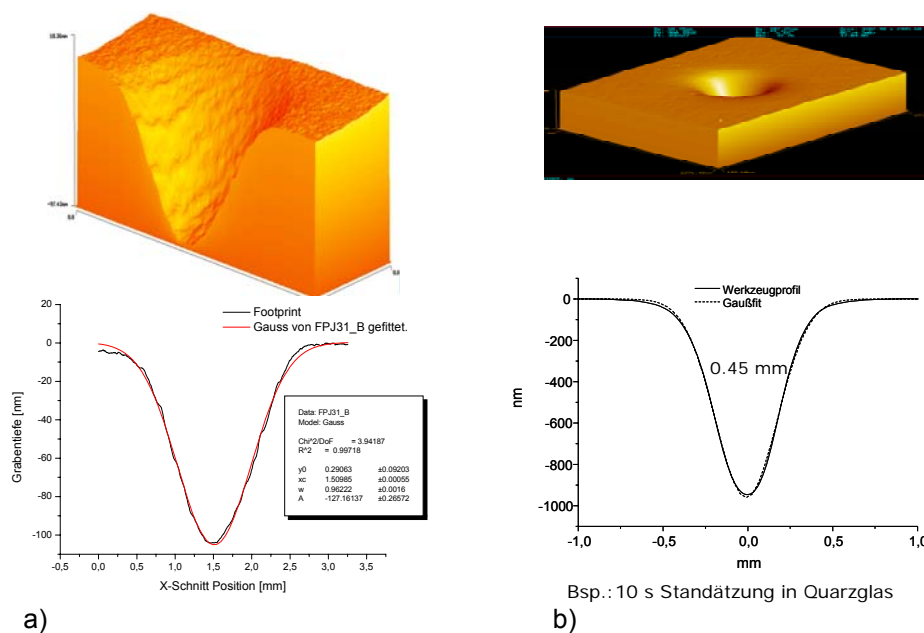 20
0
-20
-40
-60
-80
-100
Grabentiefe [nm]
Footprint
Gauss von FPJ31_B gefittet.
Data: FPJ31_B
Model: Gauss
Chi^2/DoF = 3.94187
R^2 = 0.99718
y0 0.29063 ±0.09203
xc 1.50985 ±0.00055
w 0.96222 ±0.0016
A -127.16137 ±0.26572
-0,5 0,0 0,5 1,0 1,5 2,0 2,5 3,0 3,5
X-Schnitt Position [mm]
a)
0
-200
-400
-600
-800
-1000
nm
Werkzeugprofil
Gaußfit
0.45 mm
-1,0 -0,5 0,0 0,5 1,0
mm
Bsp.: 10 s Standätzung in Quarzglas
b)